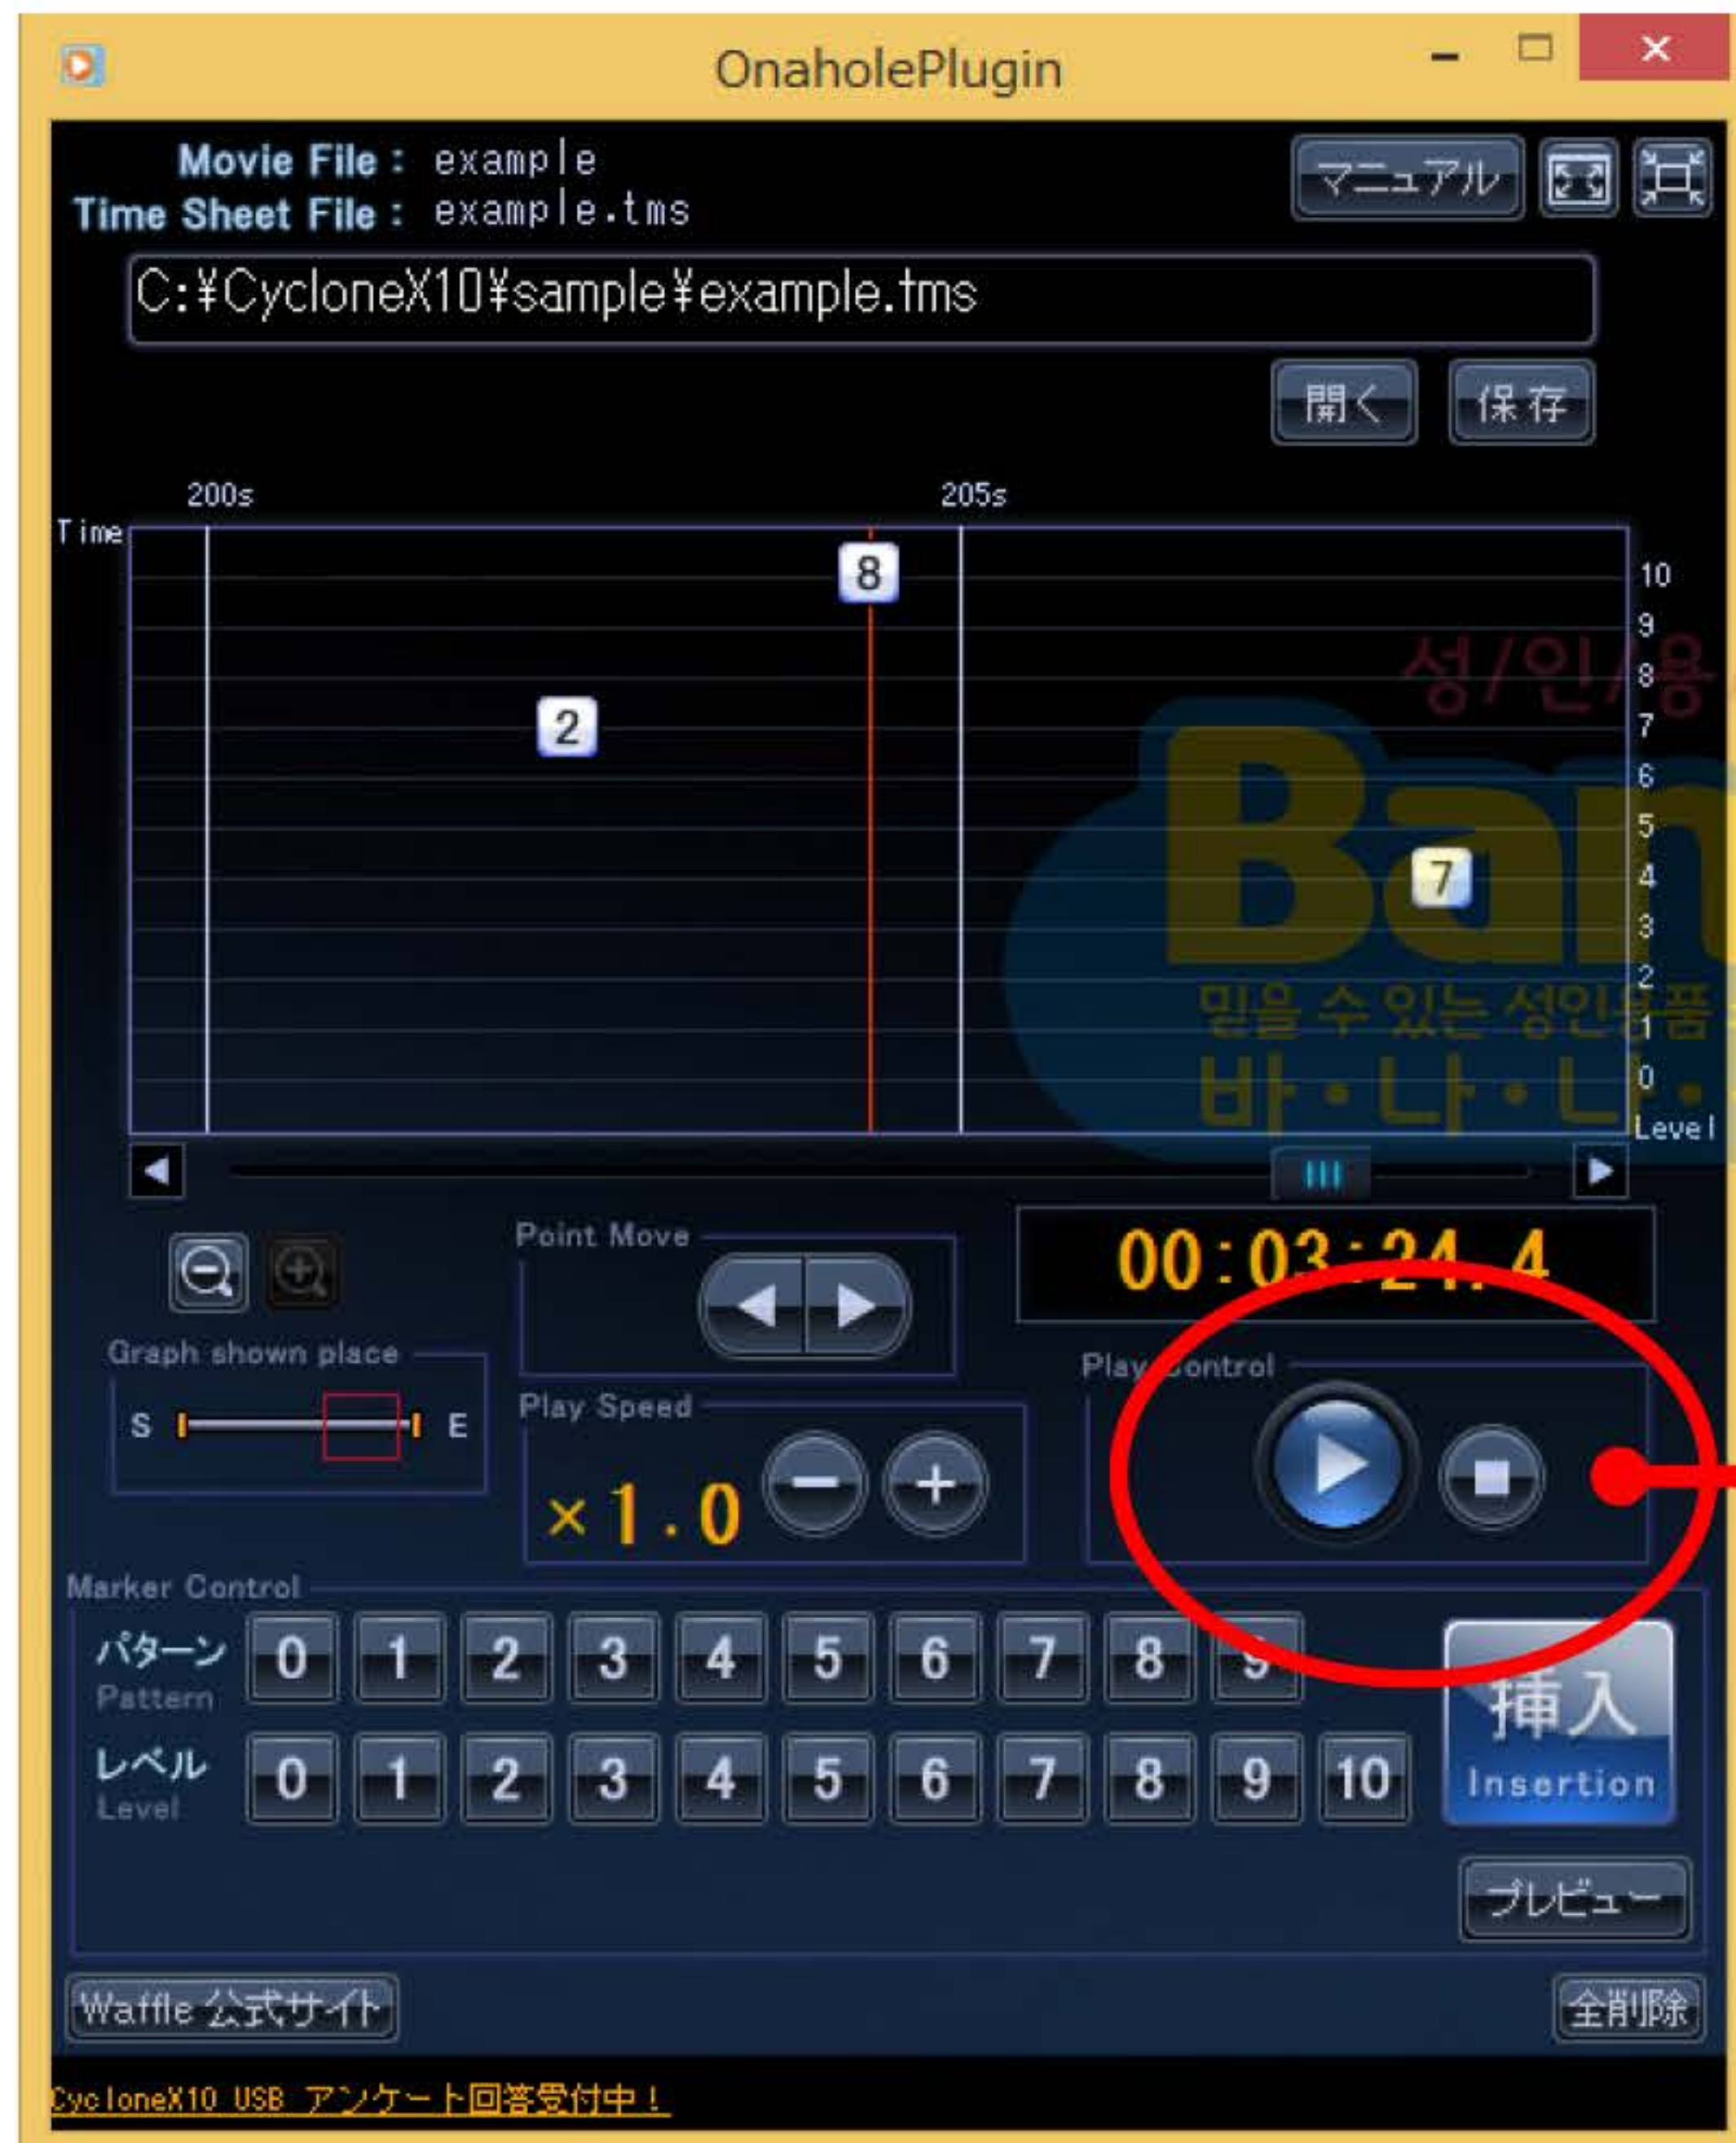 OnaholePlugin
Movie File : example
マニュアル
Time Sheet File : example.tms
C:¥CycloneX10¥sample¥example.tms
開く 保存
200s 205s
Time
8
10
9
성/인/용
8
2
7
6
Ban
5
7
4
3
2
믿을 수 있는 성인용품
1
바・나・나・
0
Level
Point Move
00:03:24.4
Graph shown place
Play Control
S E
Play Speed
×1.0
Marker Control
パターン 0 1 2 3 4 5 6 7 8 9
Pattern
挿入
レベル 0 1 2 3 4 5 6 7 8 9 10
Level
Insertion
プレビュー
Waffle 公式サイト
全削除
CycloneX10 USB アンケート回答受付中！